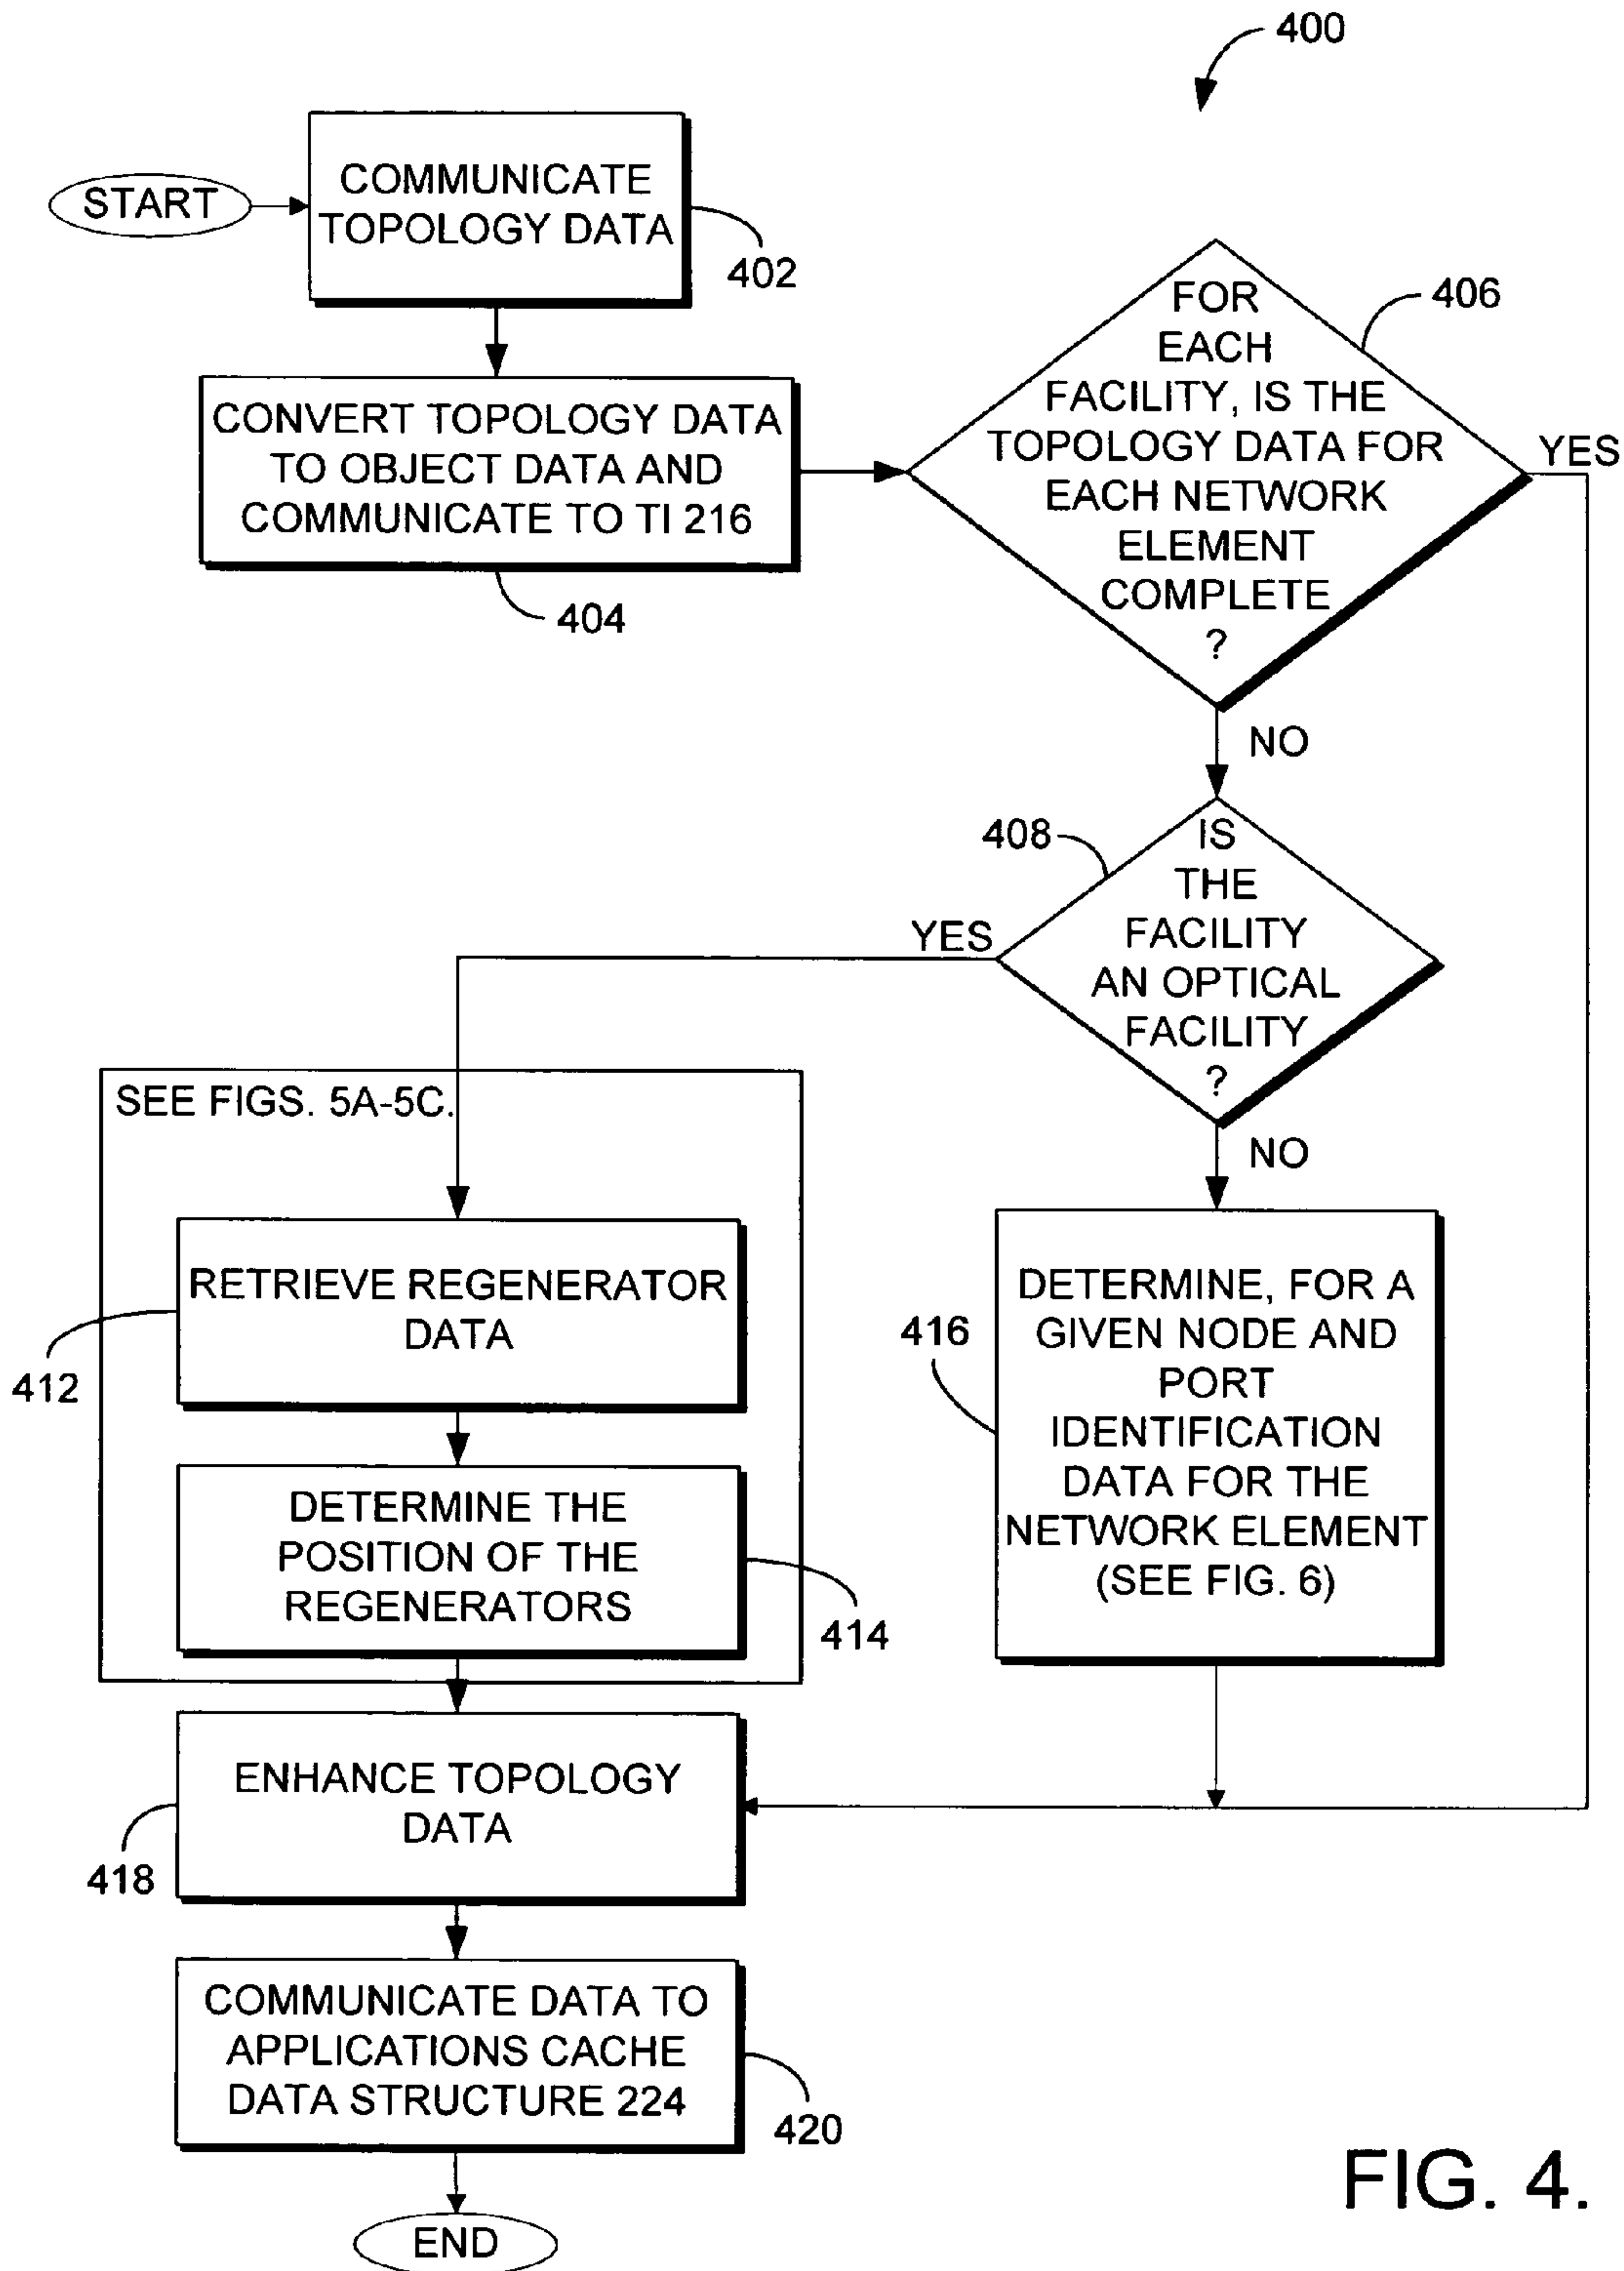 400
START
COMMUNICATE
TOPOLOGY DATA
402
CONVERT TOPOLOGY DATA
TO OBJECT DATA AND
COMMUNICATE TO TI 216
404
FOR
EACH
FACILITY, IS THE
TOPOLOGY DATA FOR
EACH NETWORK
ELEMENT
COMPLETE
?
406
YES
NO
408
IS
THE
FACILITY
AN OPTICAL
FACILITY
?
YES
NO
SEE FIGS. 5A-5C.
RETRIEVE REGENERATOR
DATA
412
DETERMINE THE
POSITION OF THE
REGENERATORS
414
416
DETERMINE, FOR A
GIVEN NODE AND
PORT
IDENTIFICATION
DATA FOR THE
NETWORK ELEMENT
(SEE FIG. 6)
ENHANCE TOPOLOGY
DATA
418
COMMUNICATE DATA TO
APPLICATIONS CACHE
DATA STRUCTURE 224
420
END
FIG. 4.